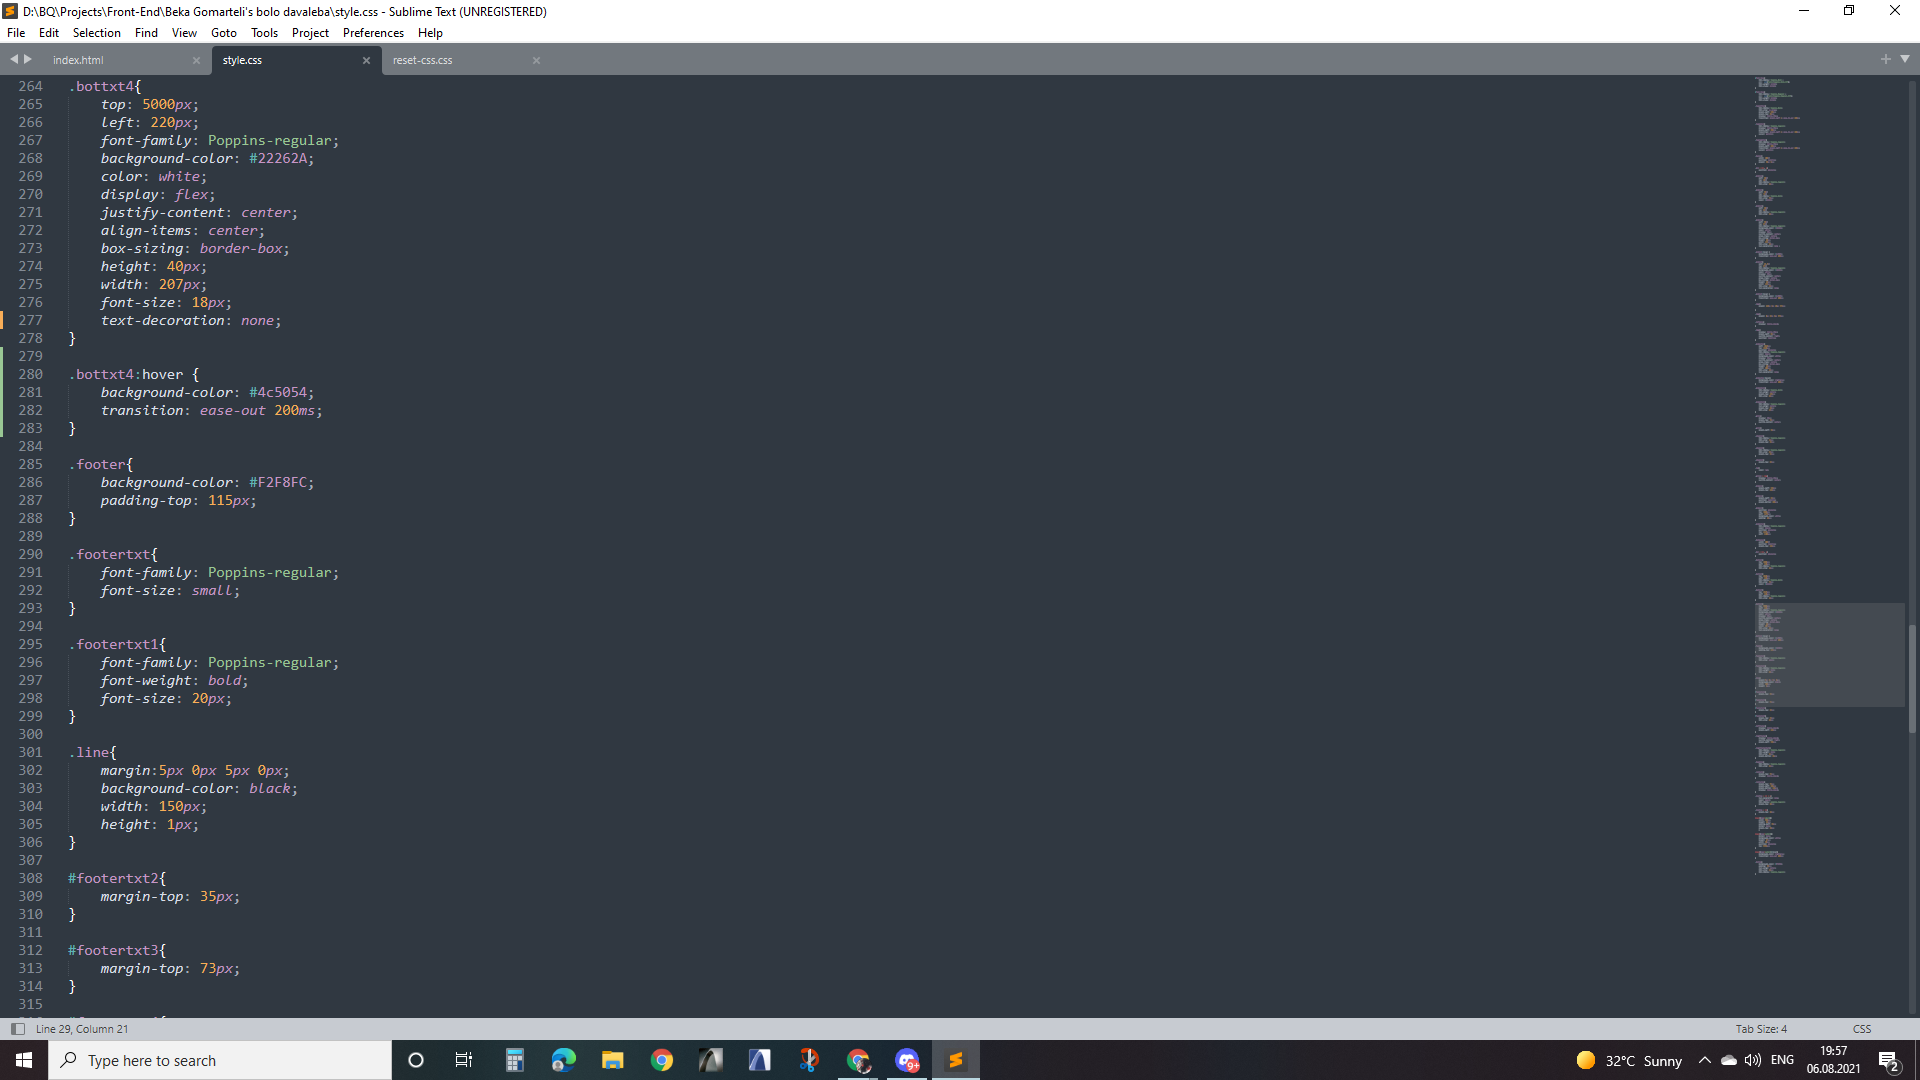 D:\BQ\Projects\Front-End\Beka Gomarteli's bolo davaleba\style.css - Sublime Text (UNREGISTERED)
File Edit Selection Find View Goto Tools Project Preferences Help
index.html style.css reset-css.css
264 .bottxt4{
265 top: 5000px;
266 left: 220px;
267 font-family: Poppins-regular;
268 background-color: #22262A;
269 color: white;
270 display: flex;
271 justify-content: center;
272 align-items: center;
273 box-sizing: border-box;
274 height: 40px;
275 width: 207px;
276 font-size: 18px;
277 text-decoration: none;
278 }
279
280 .bottxt4:hover {
281 background-color: #4c5054;
282 transition: ease-out 200ms;
283 }
284
285 .footer{
286 background-color: #F2F8FC;
287 padding-top: 115px;
288 }
289
290 .footertxt{
291 font-family: Poppins-regular;
292 font-size: small;
293 }
294
295 .footertxt1{
296 font-family: Poppins-regular;
297 font-weight: bold;
298 font-size: 20px;
299 }
300
301 .line{
302 margin:5px 0px 5px 0px;
303 background-color: black;
304 width: 150px;
305 height: 1px;
306 }
307
308 #footertxt2{
309 margin-top: 35px;
310 }
311
312 #footertxt3{
313 margin-top: 73px;
314 }
315
Line 29, Column 21 Tab Size: 4 CSS
Type here to search 9+ 32°C Sunny ENG 19:57
06.08.2021 2